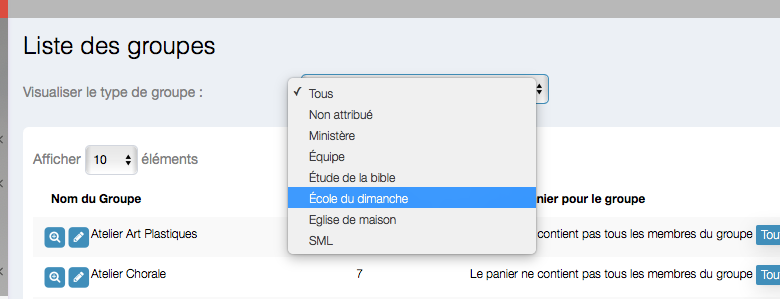 Liste des groupes
Visualiser le type de groupe :
Tous
Non attribué
Ministère
Équipe
Étude de la bible
École du dimanche
Eglise de maison
SML
Afficher 10 éléments
Nom du Groupe pour le groupe
Atelier Art Plastiques contient pas tous les membres du groupe Tou
Atelier Chorale 7 Le panier ne contient pas tous les membres du groupe Tou